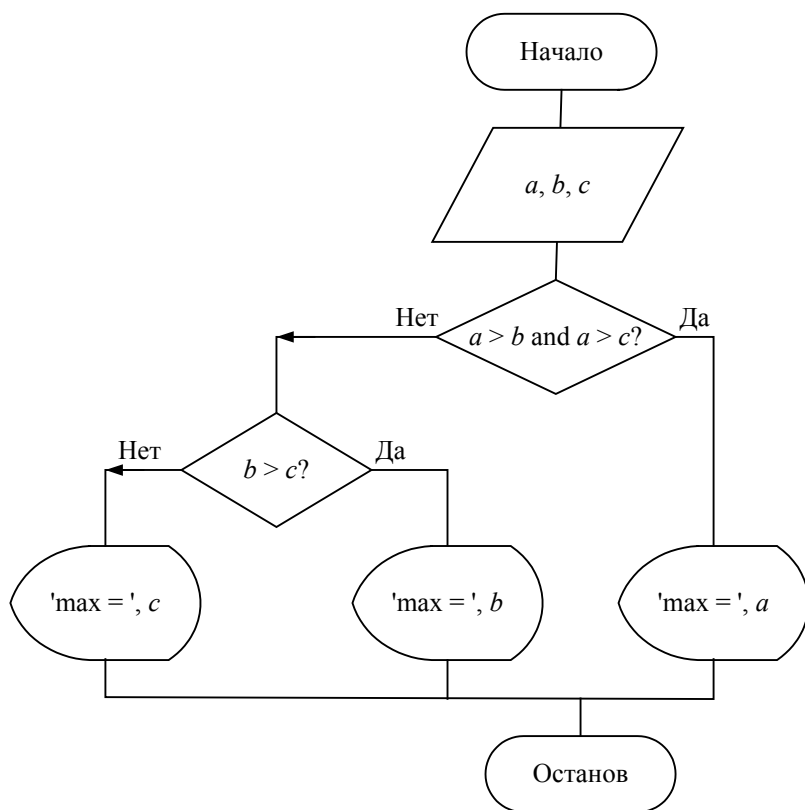 Начало
a, b, c
Нет
a > b and a > c?
Да
Нет
b > c?
Да
'max = ', c
'max = ', b
'max = ', a
Останов